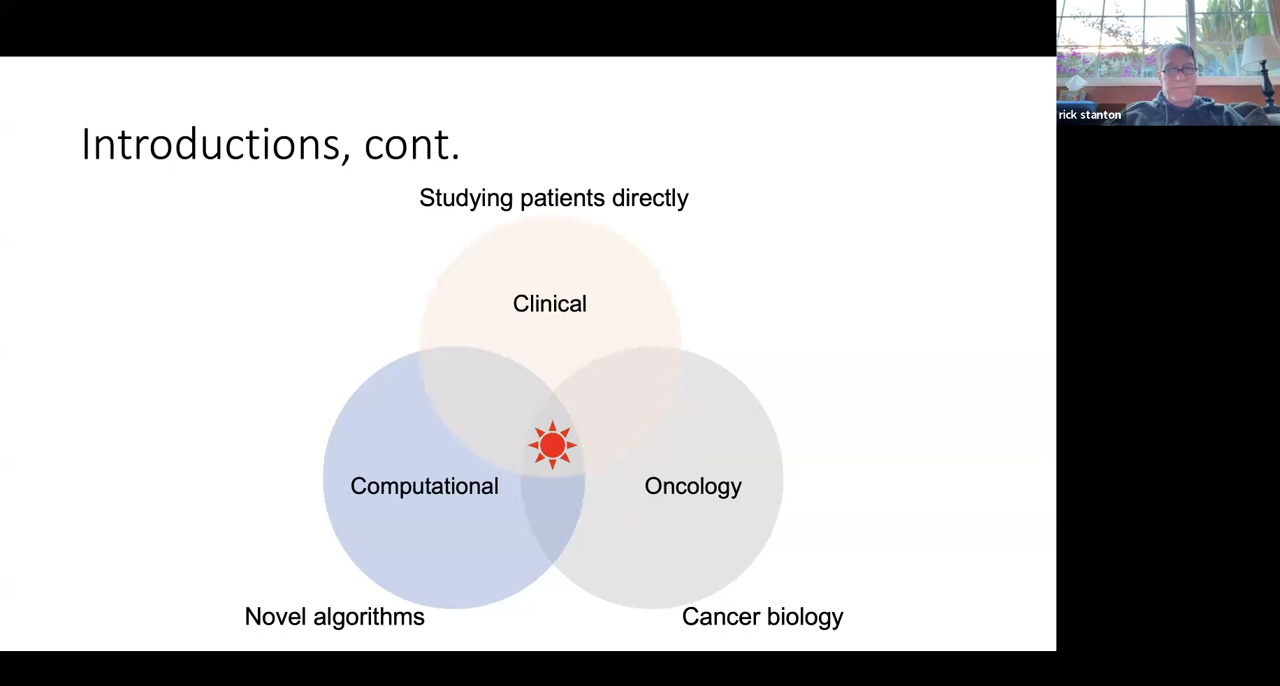 Introductions, cont.
Studying patients directly
Clinical
Computational
Oncology
Novel algorithms
Cancer biology
rick stanton